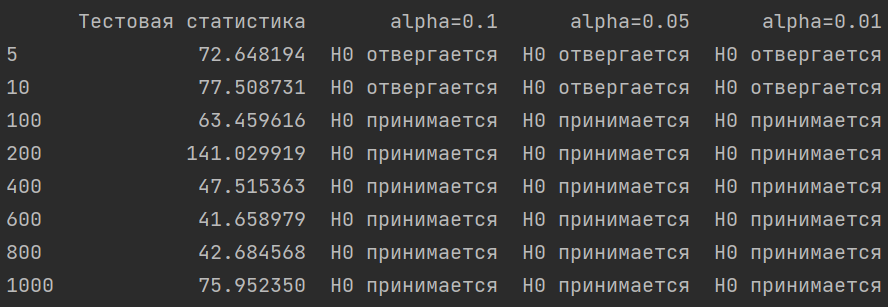 Тестовая статистика alpha=0.1 alpha=0.05 alpha=0.01
5 72.648194 H0 отвергается H0 отвергается H0 отвергается
10 77.508731 H0 отвергается H0 отвергается H0 отвергается
100 63.459616 H0 принимается H0 принимается H0 принимается
200 141.029919 H0 принимается H0 принимается H0 принимается
400 47.515363 H0 принимается H0 принимается H0 принимается
600 41.658979 H0 принимается H0 принимается H0 принимается
800 42.684568 H0 принимается H0 принимается H0 принимается
1000 75.952350 H0 принимается H0 принимается H0 принимается